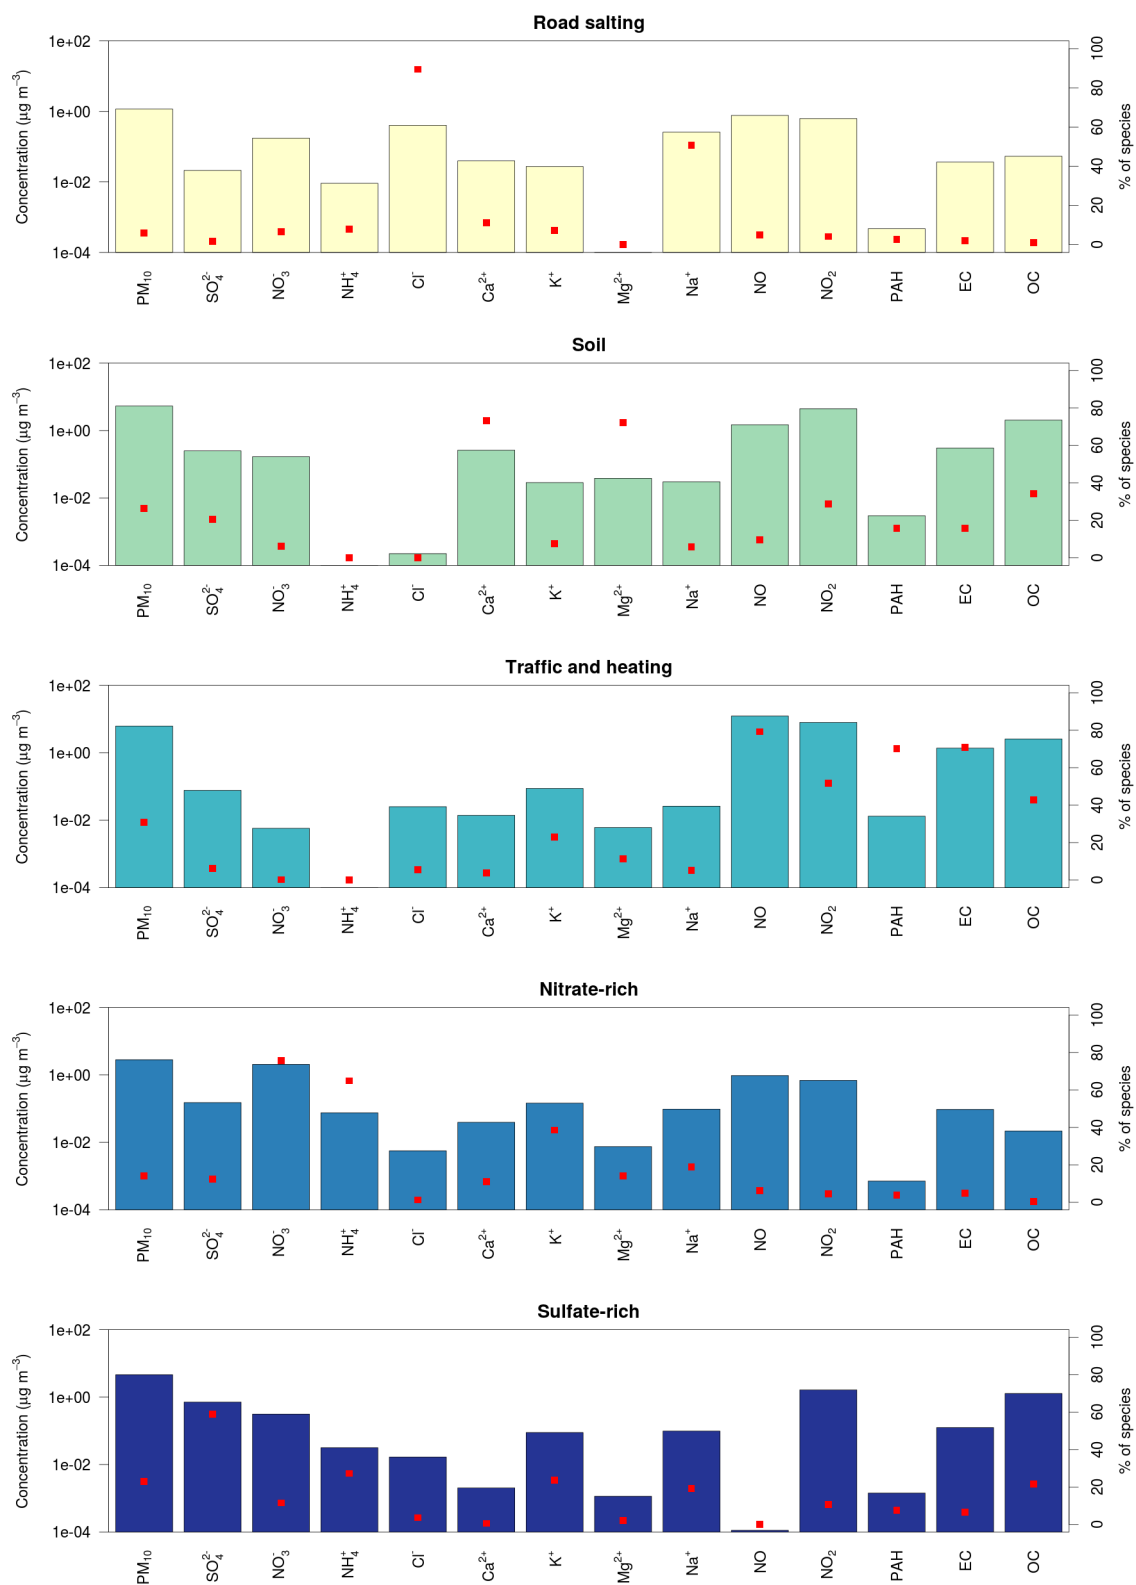 Road salting
Concentration (µg m⁻³)
1e+02
1e+00
1e-02
1e-04
% of species
100
80
60
40
20
0
PM₁₀ SO₄²⁻ NO₃⁻ NH₄⁺ Cl⁻ Ca²⁺ K⁺ Mg²⁺ Na⁺ NO NO₂ PAH EC OC
Soil
Concentration (µg m⁻³)
1e+02
1e+00
1e-02
1e-04
% of species
100
80
60
40
20
0
PM₁₀ SO₄²⁻ NO₃⁻ NH₄⁺ Cl⁻ Ca²⁺ K⁺ Mg²⁺ Na⁺ NO NO₂ PAH EC OC
Traffic and heating
Concentration (µg m⁻³)
1e+02
1e+00
1e-02
1e-04
% of species
100
80
60
40
20
0
PM₁₀ SO₄²⁻ NO₃⁻ NH₄⁺ Cl⁻ Ca²⁺ K⁺ Mg²⁺ Na⁺ NO NO₂ PAH EC OC
Nitrate-rich
Concentration (µg m⁻³)
1e+02
1e+00
1e-02
1e-04
% of species
100
80
60
40
20
0
PM₁₀ SO₄²⁻ NO₃⁻ NH₄⁺ Cl⁻ Ca²⁺ K⁺ Mg²⁺ Na⁺ NO NO₂ PAH EC OC
Sulfate-rich
Concentration (µg m⁻³)
1e+02
1e+00
1e-02
1e-04
% of species
100
80
60
40
20
0
PM₁₀ SO₄²⁻ NO₃⁻ NH₄⁺ Cl⁻ Ca²⁺ K⁺ Mg²⁺ Na⁺ NO NO₂ PAH EC OC